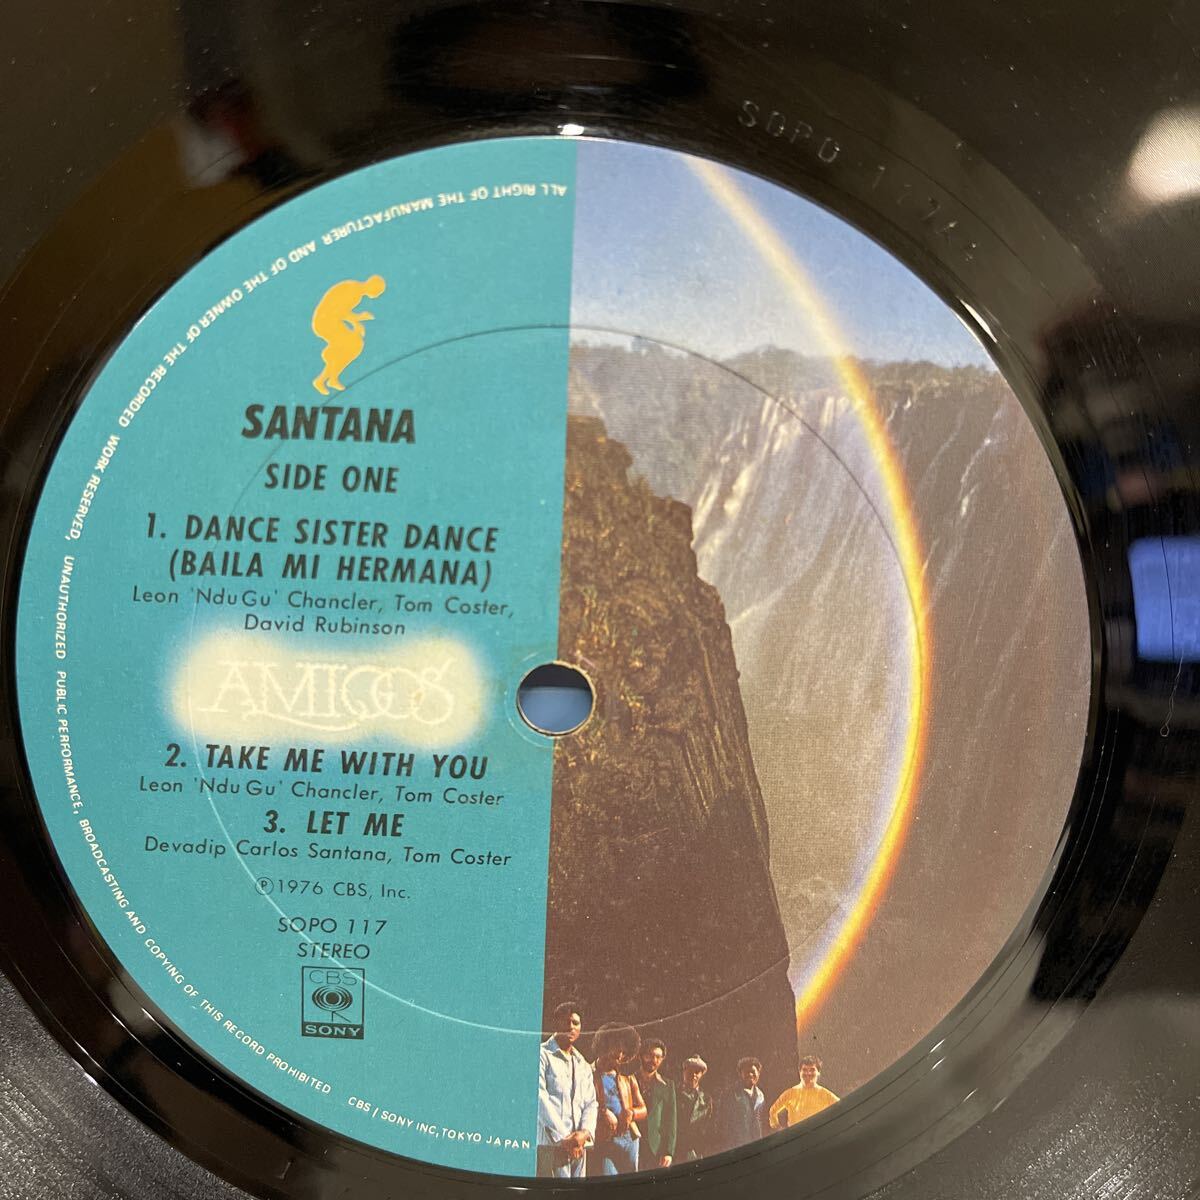 SANTANA
SIDE ONE
1. DANCE SISTER DANCE
(BAILA MI HERMANA)
Leon 'NduGu' Chancler, Tom Coster,
David Rubinson
AMIGOS
2. TAKE ME WITH YOU
Leon 'NduGu' Chancler, Tom Coster
3. LET ME
Devadip Carlos Santana, Tom Coster
Ⓟ1976 CBS, Inc.
SOPO 117
STEREO
CBS
SONY
ALL RIGHT OF THE MANUFACTURER AND OF THE OWNER OF THE RECORDED WORK RESERVED, UNAUTHORIZED PUBLIC PERFORMANCE, BROADCASTING AND COPYING OF THIS RECORD PROHIBITED
CBS / SONY INC, TOKYO JAPAN
SOPO